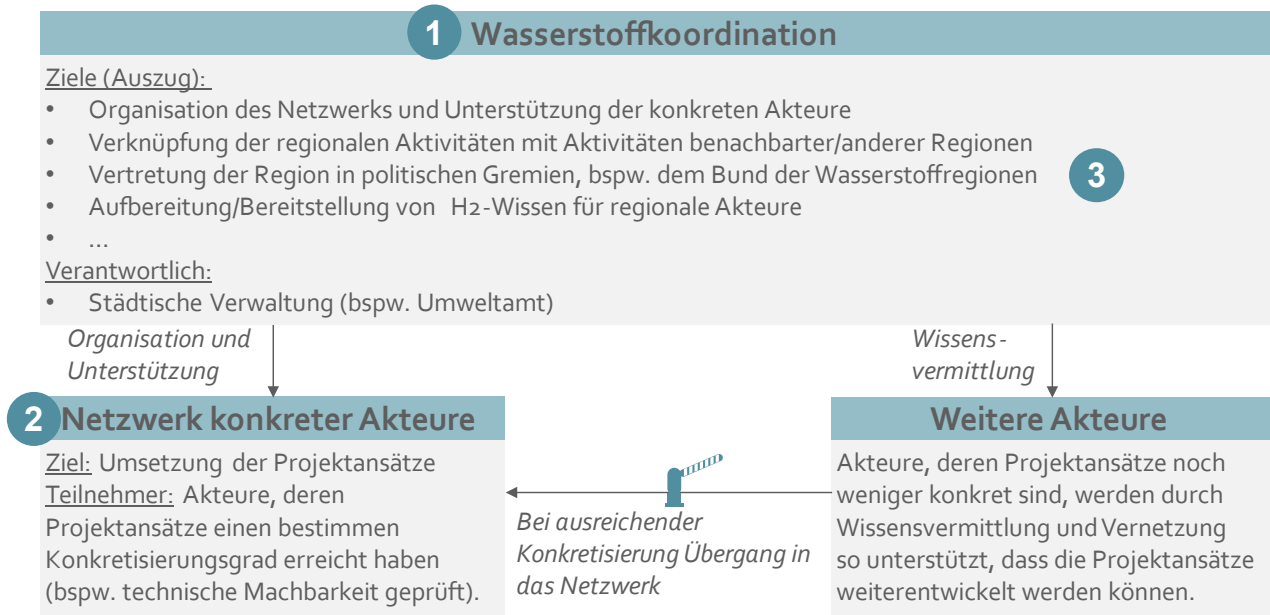 1 Wasserstoffkoordination
Ziele (Auszug):
• Organisation des Netzwerks und Unterstützung der konkreten Akteure
• Verknüpfung der regionalen Aktivitäten mit Aktivitäten benachbarter/anderer Regionen
• Vertretung der Region in politischen Gremien, bspw. dem Bund der Wasserstoffregionen
3
• Aufbereitung/Bereitstellung von H2-Wissen für regionale Akteure
• ...
Verantwortlich:
• Städtische Verwaltung (bspw. Umweltamt)
Organisation und
Unterstützung
Wissens-
vermittlung
2 Netzwerk konkreter Akteure
Ziel: Umsetzung der Projektansätze
Teilnehmer: Akteure, deren
Projektansätze einen bestimmen
Konkretisierungsgrad erreicht haben
(bspw. technische Machbarkeit geprüft).
Bei ausreichender
Konkretisierung Übergang in
das Netzwerk
Weitere Akteure
Akteure, deren Projektansätze noch
weniger konkret sind, werden durch
Wissensvermittlung und Vernetzung
so unterstützt, dass die Projektansätze
weiterentwickelt werden können.